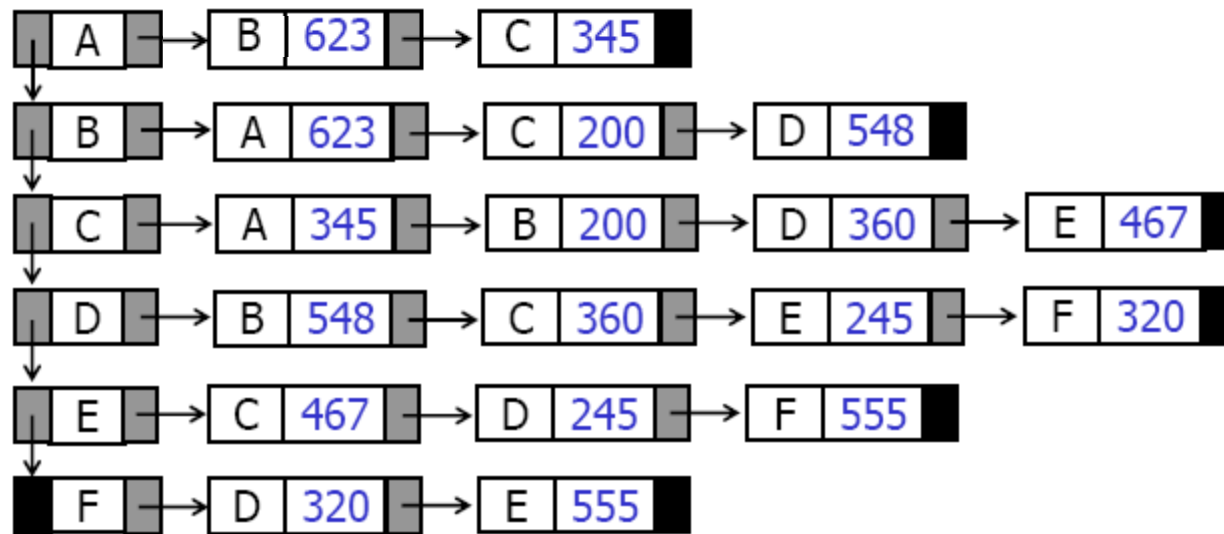 A B 623 C 345
B A 623 C 200 D 548
C A 345 B 200 D 360 E 467
D B 548 C 360 E 245 F 320
E C 467 D 245 F 555
F D 320 E 555